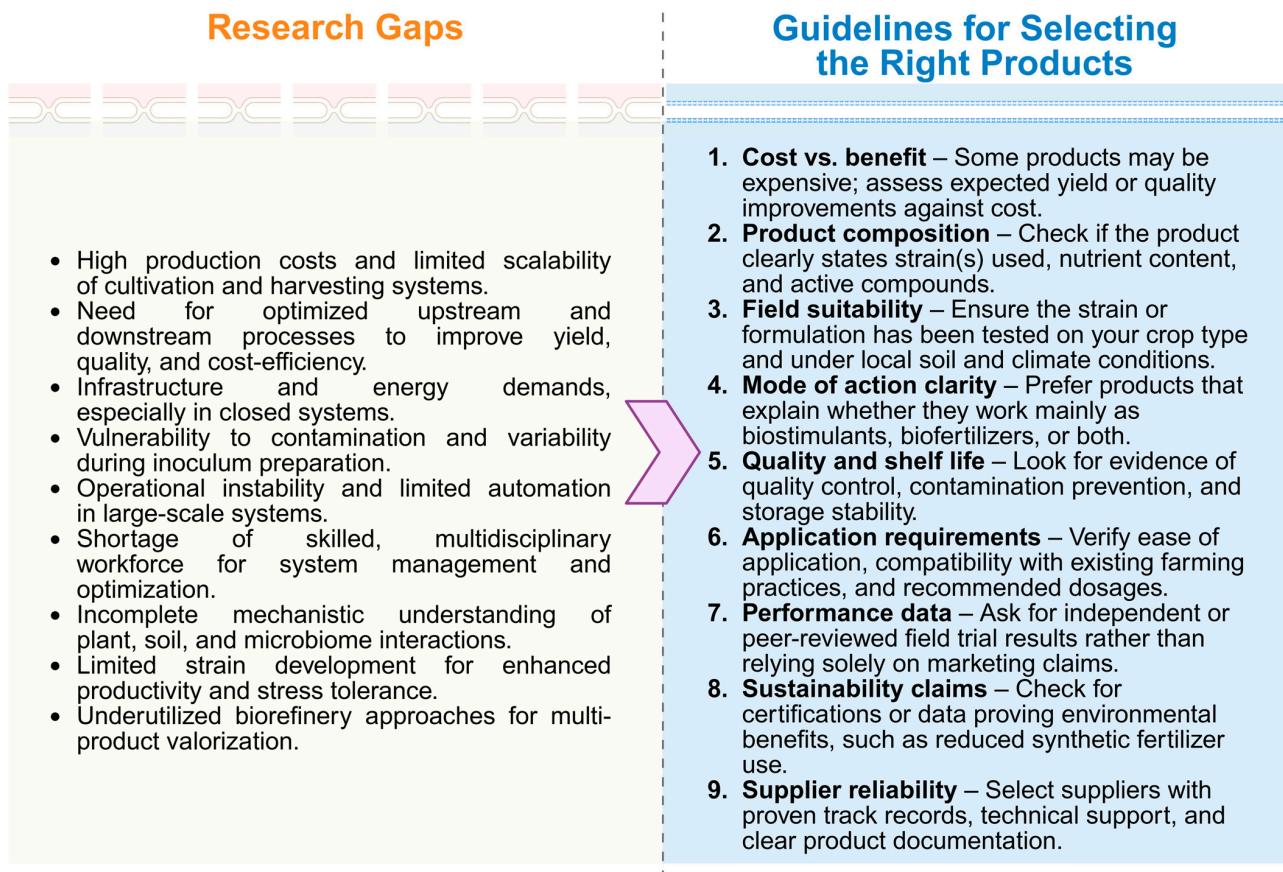 Research Gaps
• High production costs and limited scalability
of cultivation and harvesting systems.
• Need for optimized upstream and
downstream processes to improve yield,
quality, and cost-efficiency.
• Infrastructure and energy demands,
especially in closed systems.
• Vulnerability to contamination and variability
during inoculum preparation.
• Operational instability and limited automation
in large-scale systems.
• Shortage of skilled, multidisciplinary
workforce for system management and
optimization.
• Incomplete mechanistic understanding of
plant, soil, and microbiome interactions.
• Limited strain development for enhanced
productivity and stress tolerance.
• Underutilized biorefinery approaches for multi-
product valorization.
Guidelines for Selecting
the Right Products
1. Cost vs. benefit – Some products may be
expensive; assess expected yield or quality
improvements against cost.
2. Product composition – Check if the product
clearly states strain(s) used, nutrient content,
and active compounds.
3. Field suitability – Ensure the strain or
formulation has been tested on your crop type
and under local soil and climate conditions.
4. Mode of action clarity – Prefer products that
explain whether they work mainly as
biostimulants, biofertilizers, or both.
5. Quality and shelf life – Look for evidence of
quality control, contamination prevention, and
storage stability.
6. Application requirements – Verify ease of
application, compatibility with existing farming
practices, and recommended dosages.
7. Performance data – Ask for independent or
peer-reviewed field trial results rather than
relying solely on marketing claims.
8. Sustainability claims – Check for
certifications or data proving environmental
benefits, such as reduced synthetic fertilizer
use.
9. Supplier reliability – Select suppliers with
proven track records, technical support, and
clear product documentation.